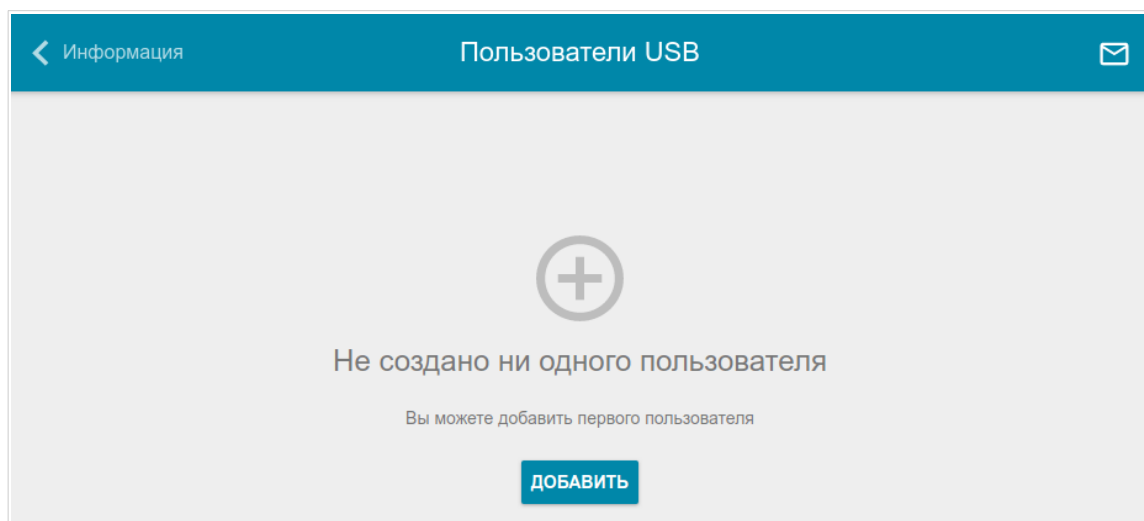 Информация
Пользователи USB
Не создано ни одного пользователя
Вы можете добавить первого пользователя
ДОБАВИТЬ